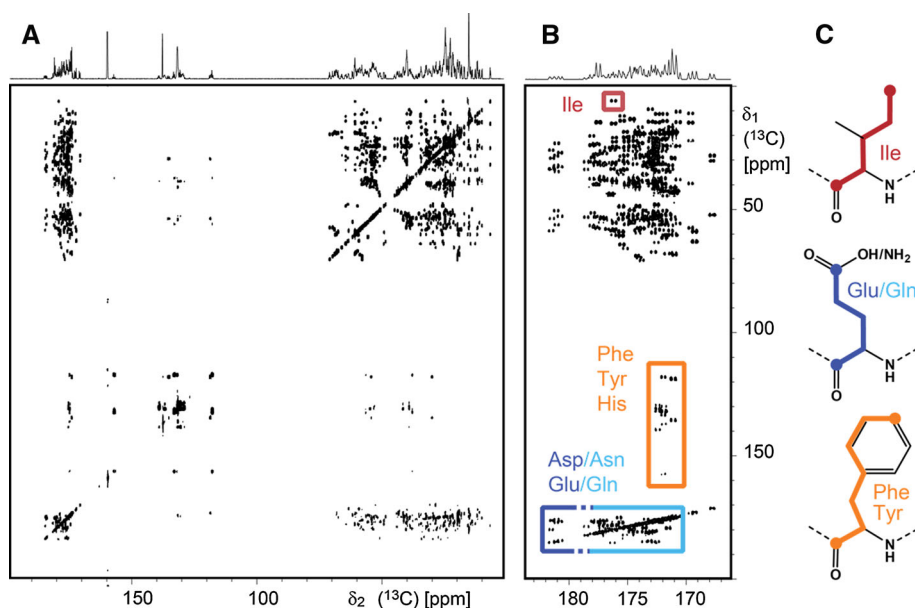 A
B
C
Ile
δ1
(13C)
[ppm]
50
100
150
Phe
Tyr
His
Asp/Asn
Glu/Gln
150
100
δ2 (13C) [ppm]
180
170
Ile
O
N
H
O
OH/NH2
Glu/Gln
O
N
H
Phe
Tyr
O
N
H